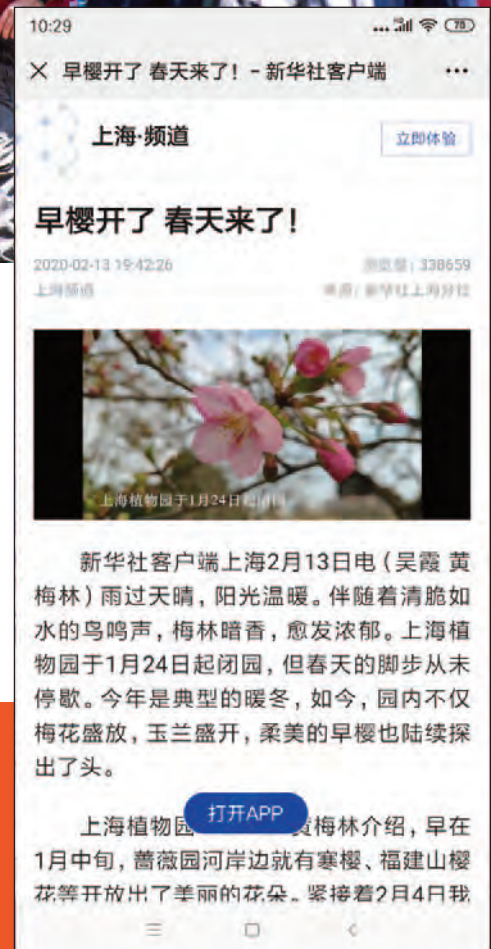 10:29
70
早樱开了 春天来了! - 新华社客户端
上海·频道
立即体验
早樱开了 春天来了!
2020-02-13 19:42:26
浏览量: 338659
上海频道
来源: 新华社上海分社
上海植物园于1月24日起闭园
新华社客户端上海2月13日电(吴霞 黄
梅林)雨过天晴,阳光温暖。伴随着清脆如
水的鸟鸣声,梅林暗香,愈发浓郁。上海植
物园于1月24日起闭园,但春天的脚步从未
停歇。今年是典型的暖冬,如今,园内不仅
梅花盛放,玉兰盛开,柔美的早樱也陆续探
出了头。
打开APP
上海植物园 黄梅林介绍,早在
1月中旬,蔷薇园河岸边就有寒樱、福建山樱
花等开放出了美丽的花朵。紧接着2月4日我